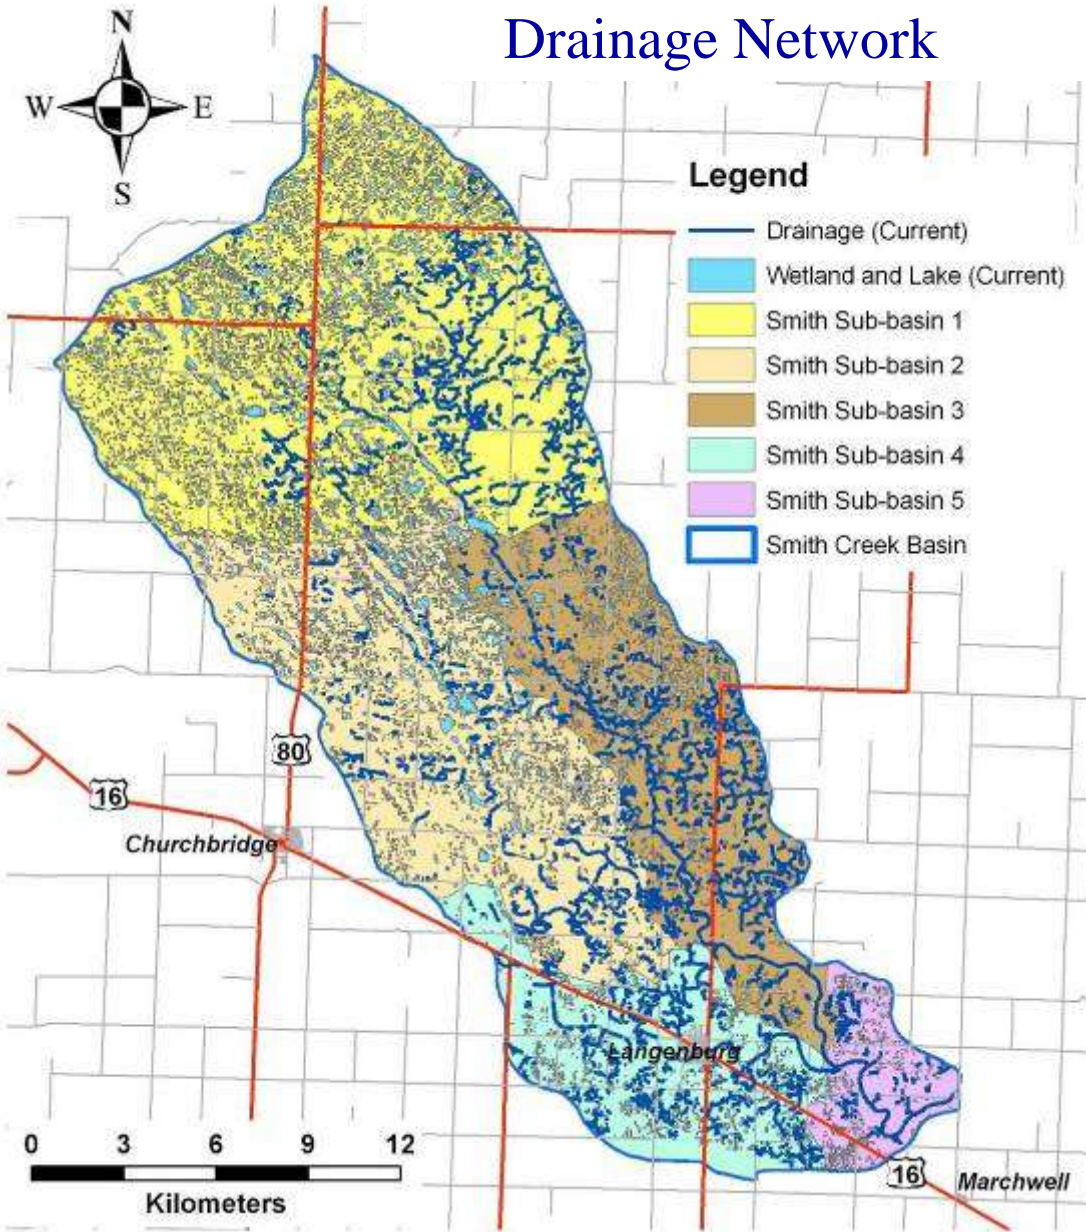 Drainage Network
N
W E
S
Legend
Drainage (Current)
Wetland and Lake (Current)
Smith Sub-basin 1
Smith Sub-basin 2
Smith Sub-basin 3
Smith Sub-basin 4
Smith Sub-basin 5
Smith Creek Basin
80
16
Churchbridge
Langenburg
0 3 6 9 12
Kilometers
16
Marchwell